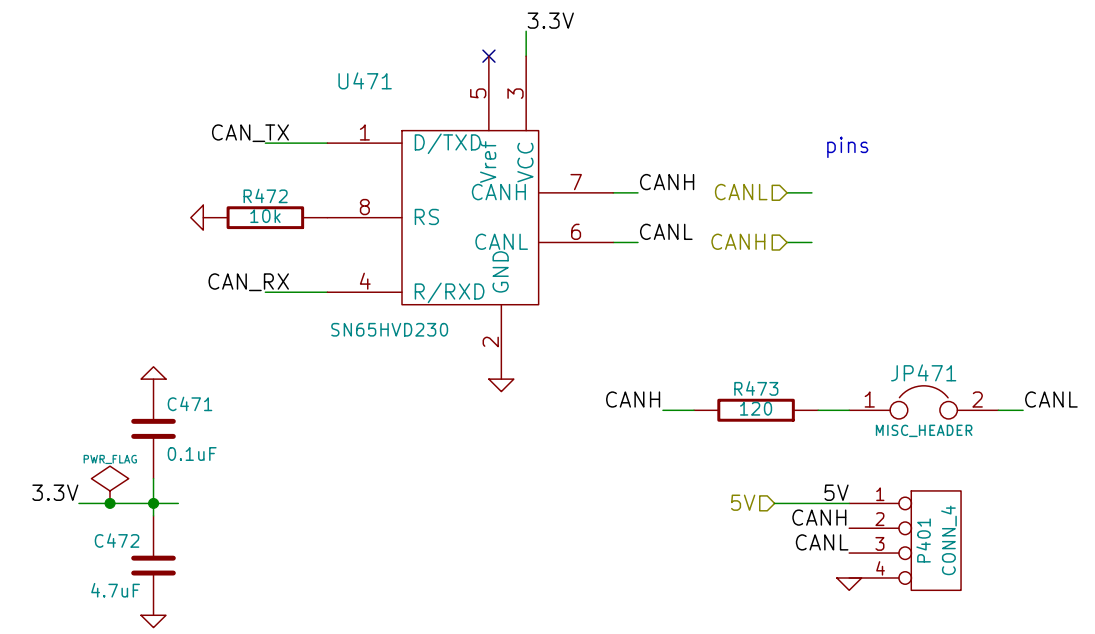 3.3V
U471
5
3
CAN_TX
1
D/TXD
Vref
VCC
pins
R472
10k
8
RS
CANH
7
CANH
CANL
CANL
6
CANL
CANH
CAN_RX
4
R/RXD
GND
SN65HVD230
2
C471
0.1uF
PWR_FLAG
3.3V
C472
4.7uF
CANH
R473
120
JP471
1
2
CANL
MISC_HEADER
5V
5V
1
CANH
2
CANL
3
4
P401
CONN_4